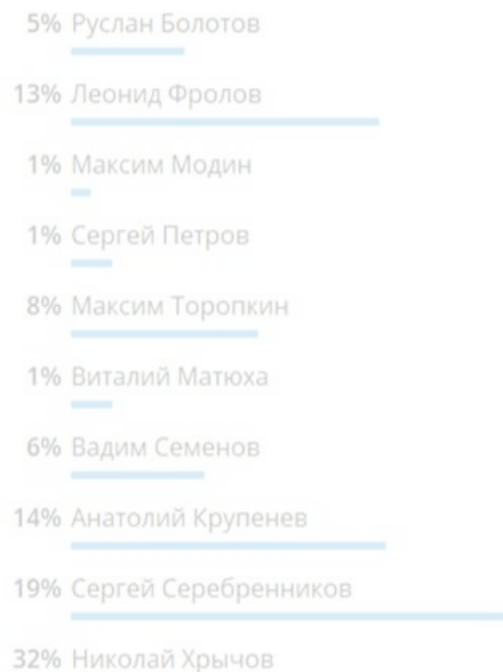 5% Руслан Болотов
13% Леонид Фролов
1% Максим Модин
1% Сергей Петров
8% Максим Торопкин
1% Виталий Матюха
6% Вадим Семенов
14% Анатолий Крупенев
19% Сергей Серебренников
32% Николай Хрычов